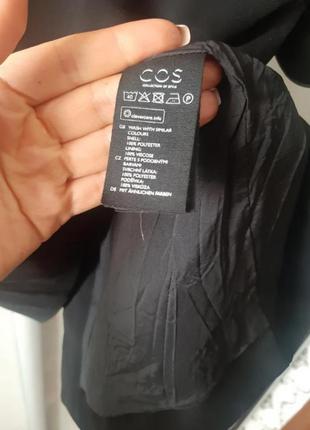 COS
COLLECTION OF STYLE
40 P
clevercare.info
GB WASH WITH SIMILAR
COLOURS
SHELL:
100% POLYESTER
LINING:
100% VISCOSE
CZ PERTE S PODOBNÝMI
BARVAMI
SVRCHNÍ LÁTKA:
100% POLYESTER
PODŠÍVKA:
100% VISKÓZA
DE MIT ÄHNLICHEN FARBEN